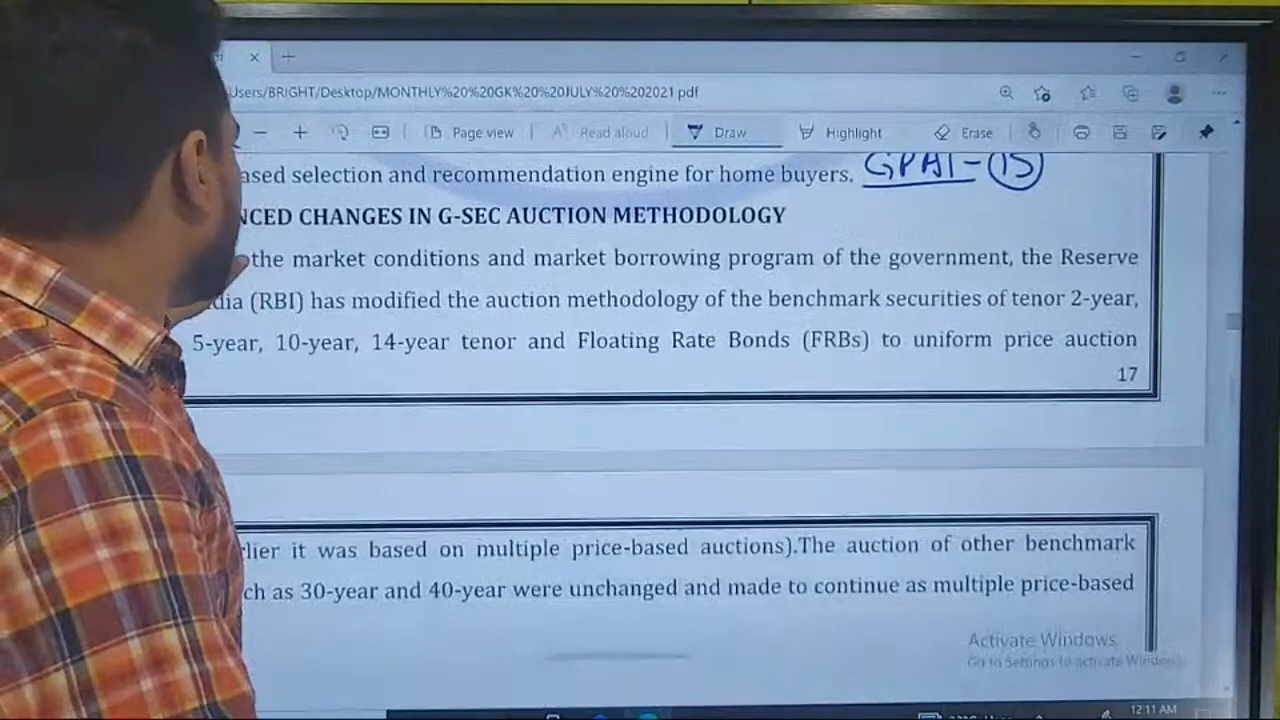 Users/BRIGHT/Desktop/MONTHLY%20%20GK%20%20JULY%20%202021.pdf
Page view
Read aloud
Draw
Highlight
Erase
ased selection and recommendation engine for home buyers. GPAI-15
NCED CHANGES IN G-SEC AUCTION METHODOLOGY
the market conditions and market borrowing program of the government, the Reserve
dia (RBI) has modified the auction methodology of the benchmark securities of tenor 2-year,
5-year, 10-year, 14-year tenor and Floating Rate Bonds (FRBs) to uniform price auction
17
rlier it was based on multiple price-based auctions).The auction of other benchmark
ch as 30-year and 40-year were unchanged and made to continue as multiple price-based
Activate Windows
Go to Settings to activate Windows
12:11 AM